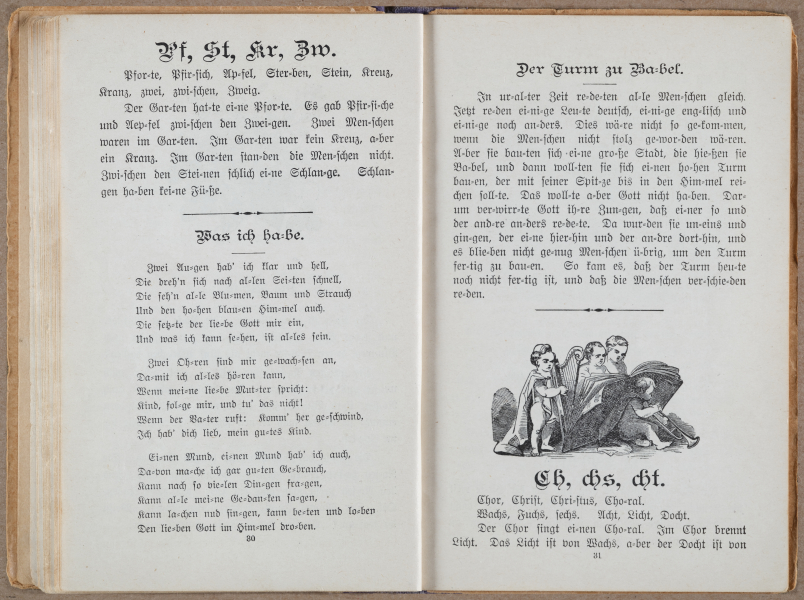 Pf, St, Kr, Zw.
Pfor⸗te, Pfir⸗sich, Ap⸗fel, Ster⸗ben, Stein, Kreuz,
Kranz, zwei, zwi⸗schen, Zweig.
Der Gar⸗ten hat⸗te ei⸗ne Pfor⸗te. Es gab Pfir⸗si⸗che
und Aep⸗fel zwi⸗schen den Zwei⸗gen. Zwei Men⸗schen
waren im Gar⸗ten. Im Gar⸗ten war kein Kreuz, a⸗ber
ein Kranz. Im Gar⸗ten stan⸗den die Men⸗schen nicht.
Zwi⸗schen den Stei⸗nen schlich ei⸗ne Schlan⸗ge. Schlan⸗
gen ha⸗ben kei⸗ne Fü⸗ße.
Was ich ha⸗be.
Zwei Au⸗gen hab' ich klar und hell,
Die dreh'n sich nach al⸗len Sei⸗ten schnell,
Die seh'n al⸗le Blu⸗men, Baum und Strauch
Und den ho⸗hen blau⸗en Him⸗mel auch.
Die setz⸗te der lie⸗be Gott mir ein,
Und was ich kann se⸗hen, ist al⸗les sein.
Zwei Oh⸗ren sind mir ge⸗wach⸗sen an,
Da⸗mit ich al⸗les hö⸗ren kann,
Wenn mei⸗ne lie⸗be Mut⸗ter spricht:
Kind, fol⸗ge mir, und tu' das nicht!
Wenn der Va⸗ter ruft: Komm' her ge⸗schwind,
Ich hab' dich lieb, mein gu⸗tes Kind.
Ei⸗nen Mund, ei⸗nen Mund hab' ich auch,
Da⸗von ma⸗che ich gar gu⸗ten Ge⸗brauch,
Kann nach so vie⸗len Din⸗gen fra⸗gen,
Kann al⸗le mei⸗ne Ge⸗dan⸗ken sa⸗gen,
Kann la⸗chen nud sin⸗gen, kann be⸗ten und lo⸗ben
Den lie⸗ben Gott im Him⸗mel dro⸗ben.
30
Der Turm zu Ba⸗bel.
In ur⸗al⸗ter Zeit re⸗de⸗ten al⸗le Men⸗schen gleich.
Jetzt re⸗den ei⸗ni⸗ge Leu⸗te deutsch, ei⸗ni⸗ge eng⸗lisch und
ei⸗ni⸗ge noch an⸗ders. Dies wä⸗re nicht so ge⸗kom⸗men,
wenn die Men⸗schen nicht stolz ge⸗wor⸗den wä⸗ren.
A⸗ber sie bau⸗ten sich ei⸗ne gro⸗ße Stadt, die hie⸗ßen sie
Ba⸗bel, und dann woll⸗ten sie sich ei⸗nen ho⸗hen Turm
bau⸗en, der mit seiner Spit⸗ze bis in den Him⸗mel rei⸗
chen soll⸗te. Das woll⸗te a⸗ber Gott nicht ha⸗ben. Dar⸗
um ver⸗wirr⸗te Gott ih⸗re Zun⸗gen, daß ei⸗ner so und
der and⸗re an⸗ders re⸗de⸗te. Da wur⸗den sie un⸗eins und
gin⸗gen, der ei⸗ne hier⸗hin und der an⸗dre dort⸗hin, und
es blie⸗ben nicht ge⸗nug Men⸗schen ü⸗brig, um den Turm
fer⸗tig zu bau⸗en. So kam es, daß der Turm heu⸗te
noch nicht fer⸗tig ist, und daß die Men⸗schen ver⸗schie⸗den
re⸗den.
Ch, chs, cht.
Chor, Christ, Chri⸗stus, Cho⸗ral.
Wachs, Fuchs, sechs. Acht, Licht, Docht.
Der Chor singt ei⸗nen Cho⸗ral. Im Chor brennt
Licht. Das Licht ist von Wachs, a⸗ber der Docht ist von
31